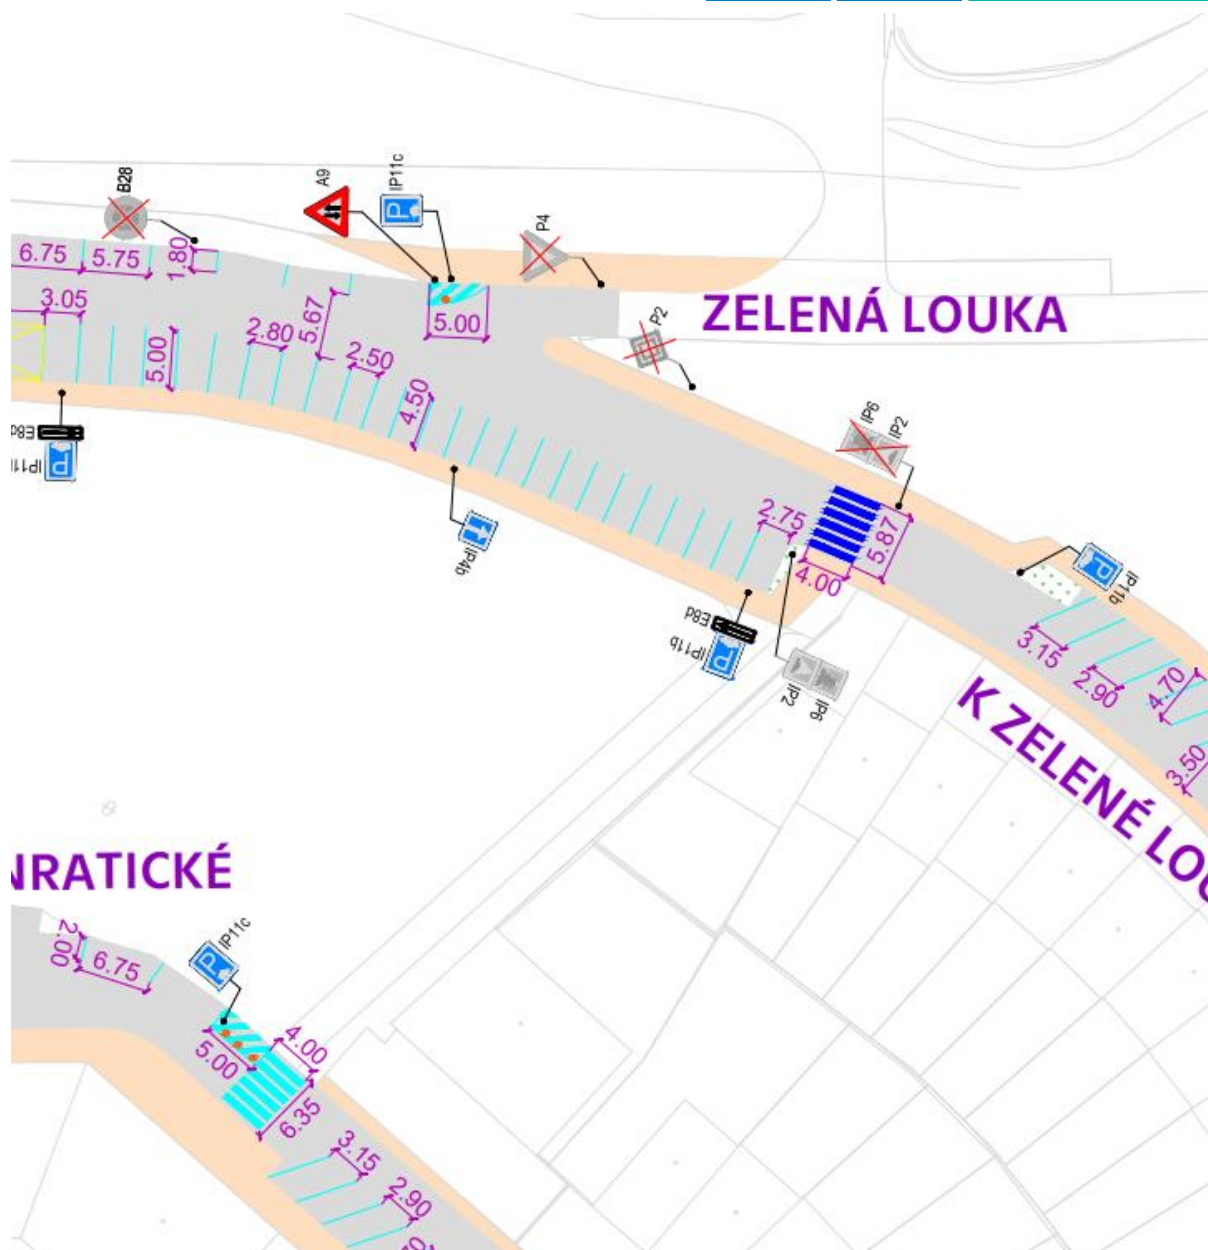 B28
A9
IP11c
P4
6.75
5.75
1.80
3.05
5.67
5.00
ZELENÁ LOUKA
P2
2.80
5.00
2.50
4.50
IP6
IP2
E8d
2.75
5.87
4.00
IP4b
IP11b
E8d
IP11b
3.15
2.90
4.70
3.50
IP2
IP6
K ZELENÉ LOU
NRATICKÉ
IP11c
2.00
6.75
5.00
4.00
6.35
3.15
2.90